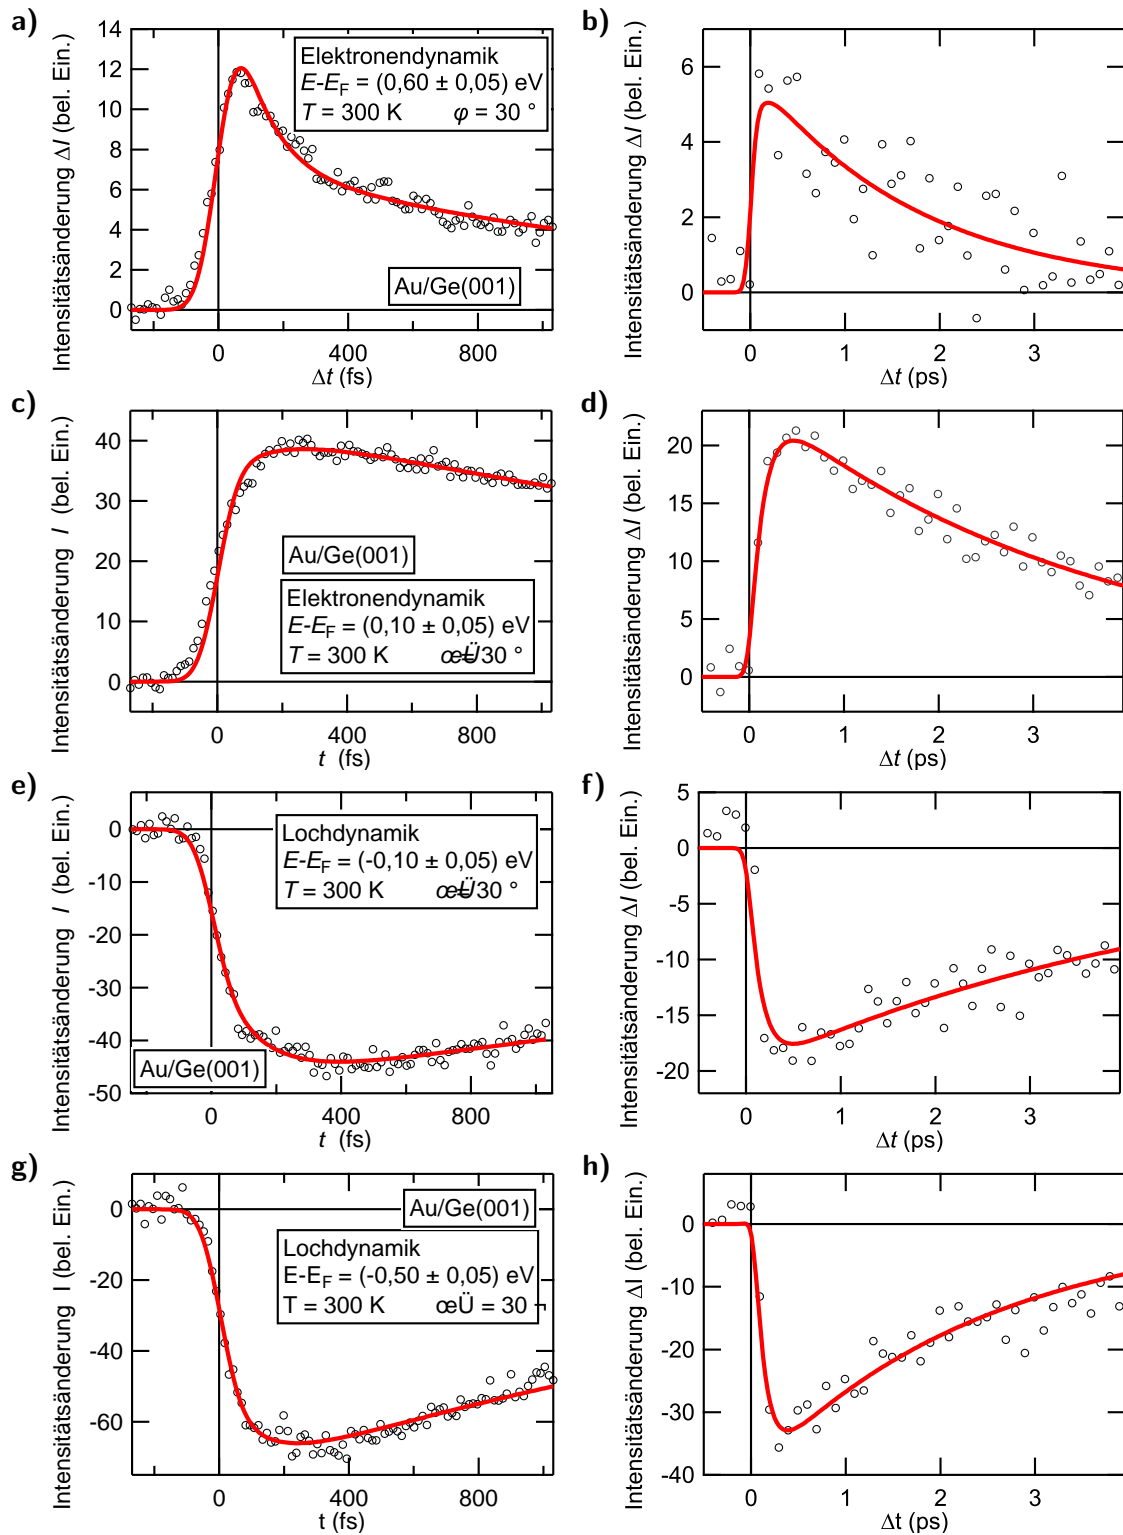 a)
Intensitätsänderung ΔI (bel. Ein.)
14
12
10
8
6
4
2
0
Elektronendynamik
E-EF = (0,60 ± 0,05) eV
T = 300 K φ = 30 °
Au/Ge(001)
0 400 800
Δt (fs)
b)
Intensitätsänderung ΔI (bel. Ein.)
6
4
2
0
0 1 2 3
Δt (ps)
c)
Intensitätsänderung I (bel. Ein.)
40
30
20
10
0
Au/Ge(001)
Elektronendynamik
E-EF = (0,10 ± 0,05) eV
T = 300 K œÜ= 30 °
0 400 800
t (fs)
d)
Intensitätsänderung ΔI (bel. Ein.)
20
15
10
5
0
0 1 2 3
Δt (ps)
e)
Intensitätsänderung I (bel. Ein.)
0
-10
-20
-30
-40
-50
Lochdynamik
E-EF = (-0,10 ± 0,05) eV
T = 300 K œÜ= 30 °
Au/Ge(001)
0 400 800
t (fs)
f)
Intensitätsänderung ΔI (bel. Ein.)
5
0
-5
-10
-15
-20
0 1 2 3
Δt (ps)
g)
Intensitätsänderung I (bel. Ein.)
0
-20
-40
-60
Au/Ge(001)
Lochdynamik
E-EF = (-0,50 ± 0,05) eV
T = 300 K œÜ = 30 ¬
0 400 800
t (fs)
h)
Intensitätsänderung ΔI (bel. Ein.)
0
-10
-20
-30
-40
0 1 2 3
Δt (ps)